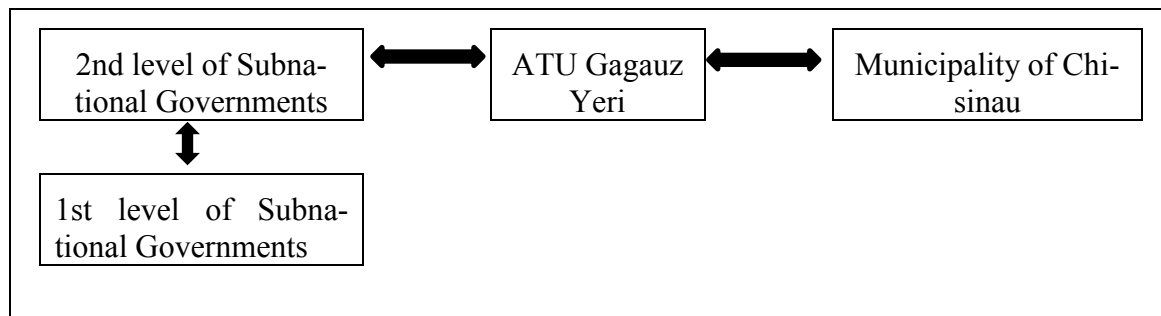 2nd level of Subna-
tional Governments
ATU Gagauz
Yeri
Municipality of Chi-
sinau
1st level of Subna-
tional Governments